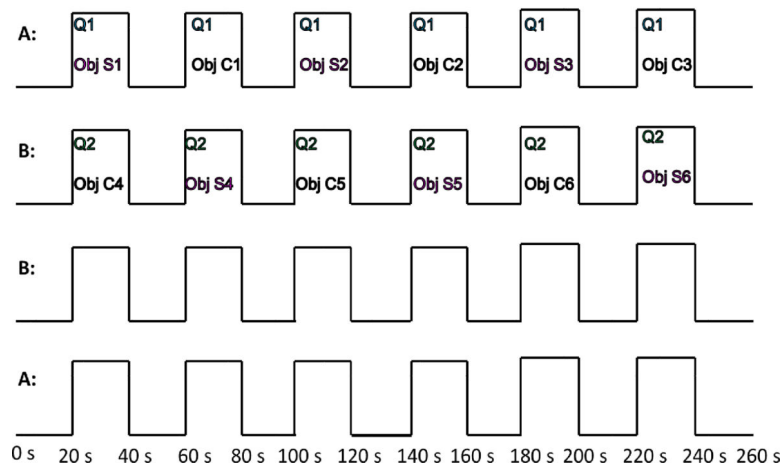 A: Q1 Q1 Q1 Q1 Q1 Q1
Obj S1 Obj C1 Obj S2 Obj C2 Obj S3 Obj C3
B: Q2 Q2 Q2 Q2 Q2 Q2
Obj C4 Obj S4 Obj C5 Obj S5 Obj C6 Obj S6
B:
A:
0 s 20 s 40 s 60 s 80 s 100 s 120 s 140 s 160 s 180 s 200 s 220 s 240 s 260 s